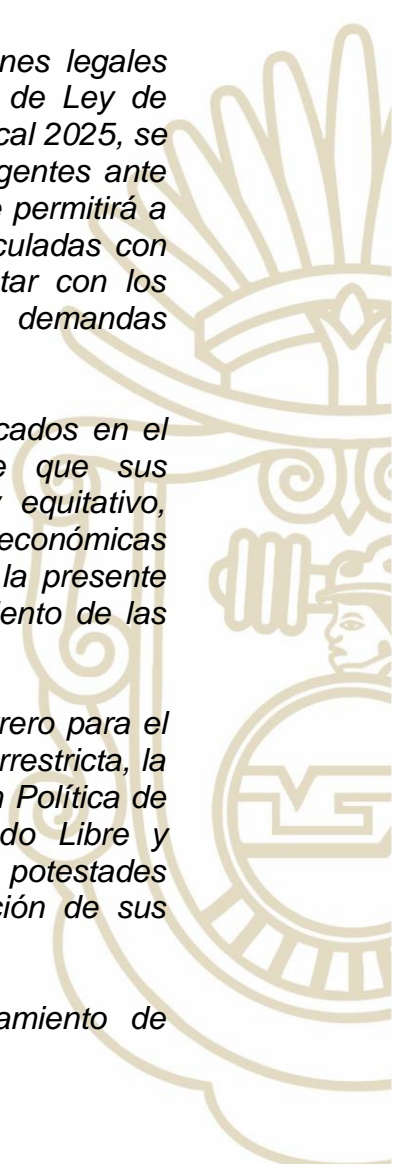 nes legales
de Ley de
cal 2025, se
gentes ante
permitirá a
culadas con
tar con los
demandas
cados en el
que sus
equitativo,
económicas
la presente
ento de las
rero para el
rrestricta, la
Política de
do Libre y
potestades
ción de sus
amiento de